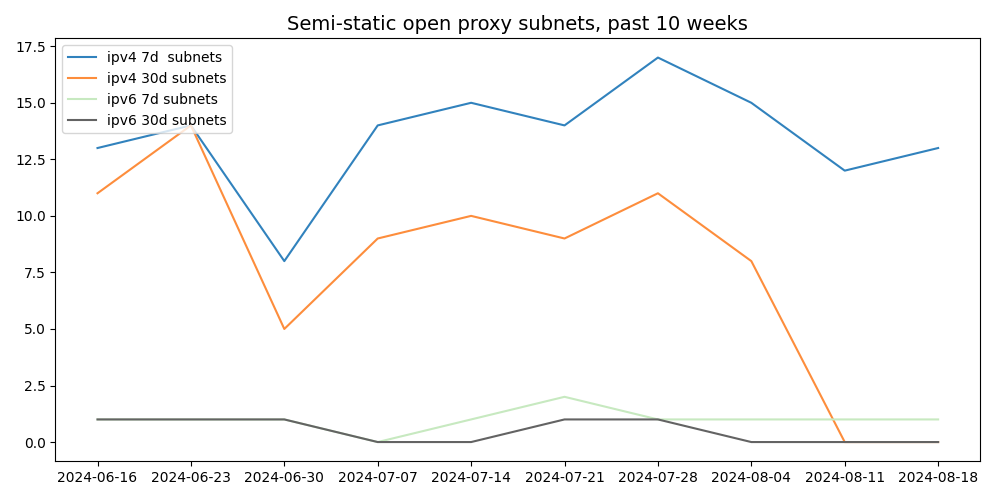 Semi-static open proxy subnets, past 10 weeks
17.5
15.0
12.5
10.0
7.5
5.0
2.5
0.0
ipv4 7d  subnets
ipv4 30d subnets
ipv6 7d subnets
ipv6 30d subnets
2024-06-16 2024-06-23 2024-06-30 2024-07-07 2024-07-14 2024-07-21 2024-07-28 2024-08-04 2024-08-11 2024-08-18